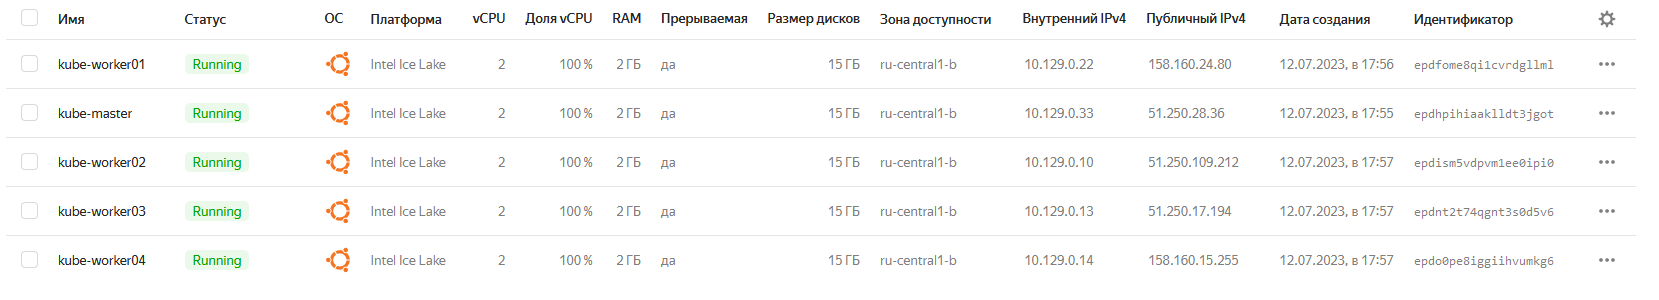 Имя Статус ОС Платформа vCPU Доля vCPU RAM Прерываемая Размер дисков Зона доступности Внутренний IPv4 Публичный IPv4 Дата создания Идентификатор
kube-worker01 Running Intel Ice Lake 2 100 % 2 ГБ да 15 ГБ ru-central1-b 10.129.0.22 158.160.24.80 12.07.2023, в 17:56 epdfome8qi1cvrdgllml
kube-master Running Intel Ice Lake 2 100 % 2 ГБ да 15 ГБ ru-central1-b 10.129.0.33 51.250.28.36 12.07.2023, в 17:55 epdhpihiaaklldt3jgot
kube-worker02 Running Intel Ice Lake 2 100 % 2 ГБ да 15 ГБ ru-central1-b 10.129.0.10 51.250.109.212 12.07.2023, в 17:57 epdism5vdpvm1ee0ipi0
kube-worker03 Running Intel Ice Lake 2 100 % 2 ГБ да 15 ГБ ru-central1-b 10.129.0.13 51.250.17.194 12.07.2023, в 17:57 epdnt2t74qgnt3s0d5v6
kube-worker04 Running Intel Ice Lake 2 100 % 2 ГБ да 15 ГБ ru-central1-b 10.129.0.14 158.160.15.255 12.07.2023, в 17:57 epdo0pe8iggiihvumkg6